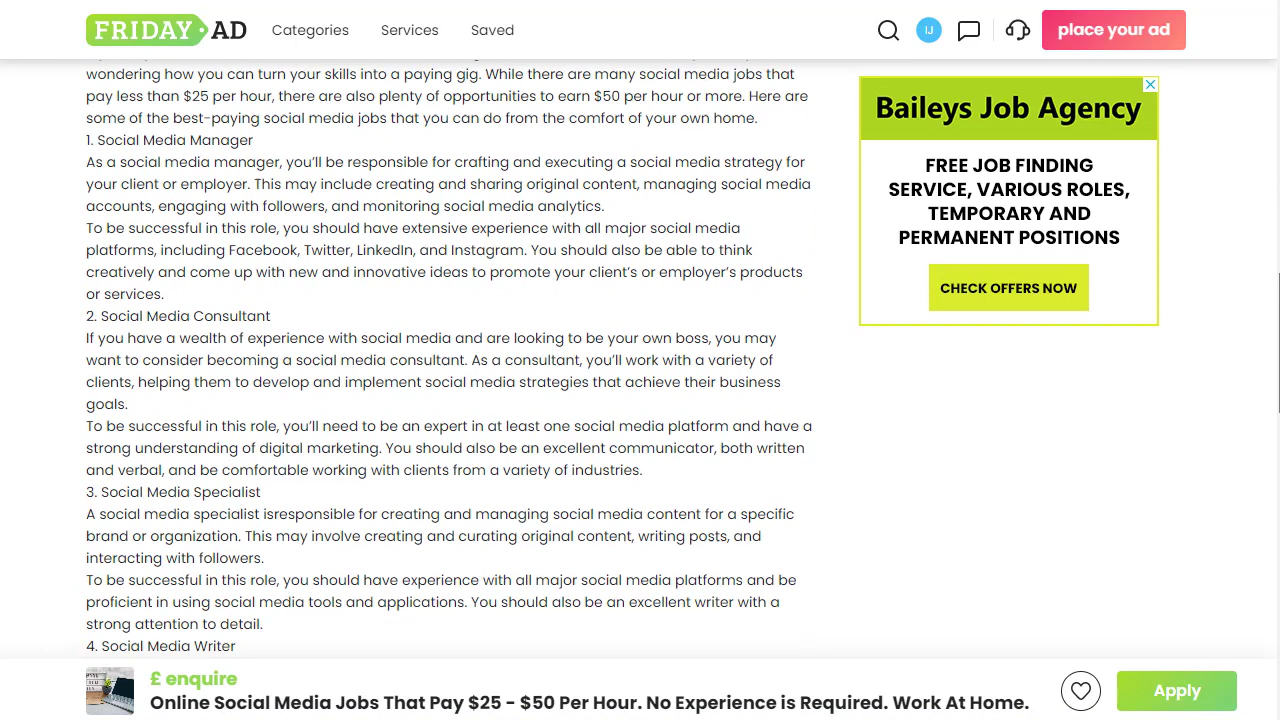 FRIDAY AD
Categories
Services
Saved
IJ
place your ad
wondering how you can turn your skills into a paying gig. While there are many social media jobs that
pay less than $25 per hour, there are also plenty of opportunities to earn $50 per hour or more. Here are
some of the best-paying social media jobs that you can do from the comfort of your own home.
1. Social Media Manager
As a social media manager, you’ll be responsible for crafting and executing a social media strategy for
your client or employer. This may include creating and sharing original content, managing social media
accounts, engaging with followers, and monitoring social media analytics.
To be successful in this role, you should have extensive experience with all major social media
platforms, including Facebook, Twitter, LinkedIn, and Instagram. You should also be able to think
creatively and come up with new and innovative ideas to promote your client’s or employer’s products
or services.
2. Social Media Consultant
If you have a wealth of experience with social media and are looking to be your own boss, you may
want to consider becoming a social media consultant. As a consultant, you’ll work with a variety of
clients, helping them to develop and implement social media strategies that achieve their business
goals.
To be successful in this role, you’ll need to be an expert in at least one social media platform and have a
strong understanding of digital marketing. You should also be an excellent communicator, both written
and verbal, and be comfortable working with clients from a variety of industries.
3. Social Media Specialist
A social media specialist isresponsible for creating and managing social media content for a specific
brand or organization. This may involve creating and curating original content, writing posts, and
interacting with followers.
To be successful in this role, you should have experience with all major social media platforms and be
proficient in using social media tools and applications. You should also be an excellent writer with a
strong attention to detail.
4. Social Media Writer
Baileys Job Agency
FREE JOB FINDING
SERVICE, VARIOUS ROLES,
TEMPORARY AND
PERMANENT POSITIONS
CHECK OFFERS NOW
£ enquire
Online Social Media Jobs That Pay $25 - $50 Per Hour. No Experience is Required. Work At Home.
Apply